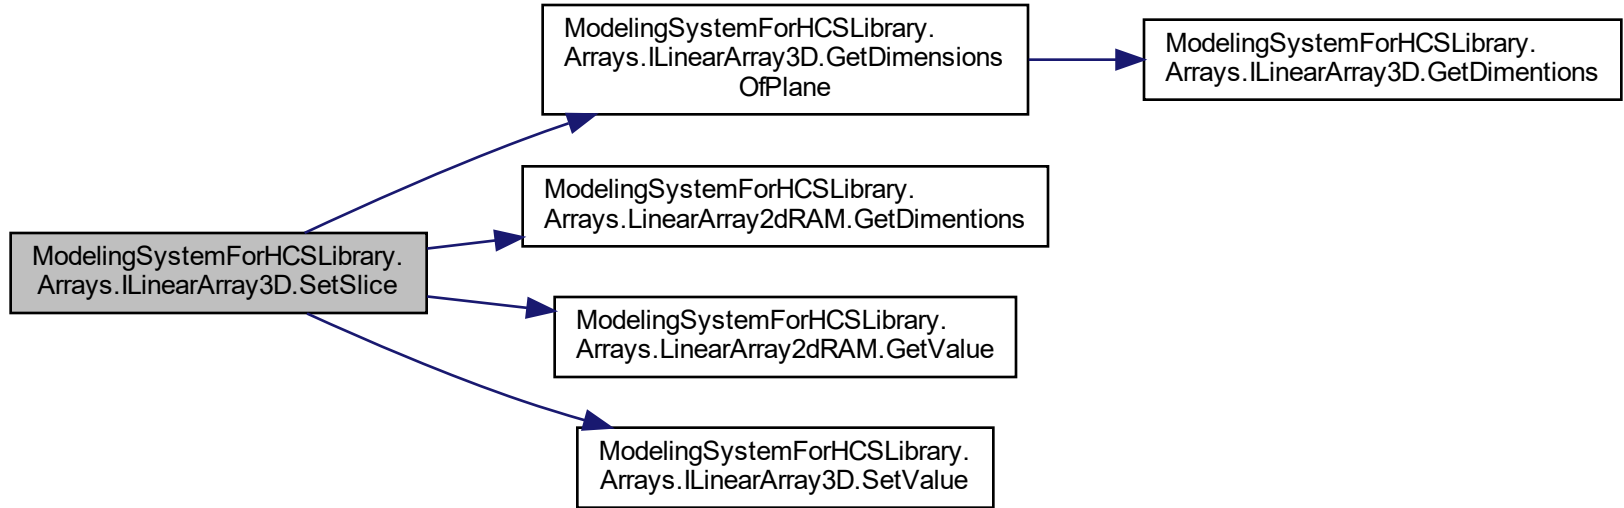 ModelingSystemForHCSLibrary.
Arrays.ILinearArray3D.SetSlice
ModelingSystemForHCSLibrary.
Arrays.ILinearArray3D.GetDimensions
OfPlane
ModelingSystemForHCSLibrary.
Arrays.ILinearArray3D.GetDimentions
ModelingSystemForHCSLibrary.
Arrays.LinearArray2dRAM.GetDimentions
ModelingSystemForHCSLibrary.
Arrays.LinearArray2dRAM.GetValue
ModelingSystemForHCSLibrary.
Arrays.ILinearArray3D.SetValue